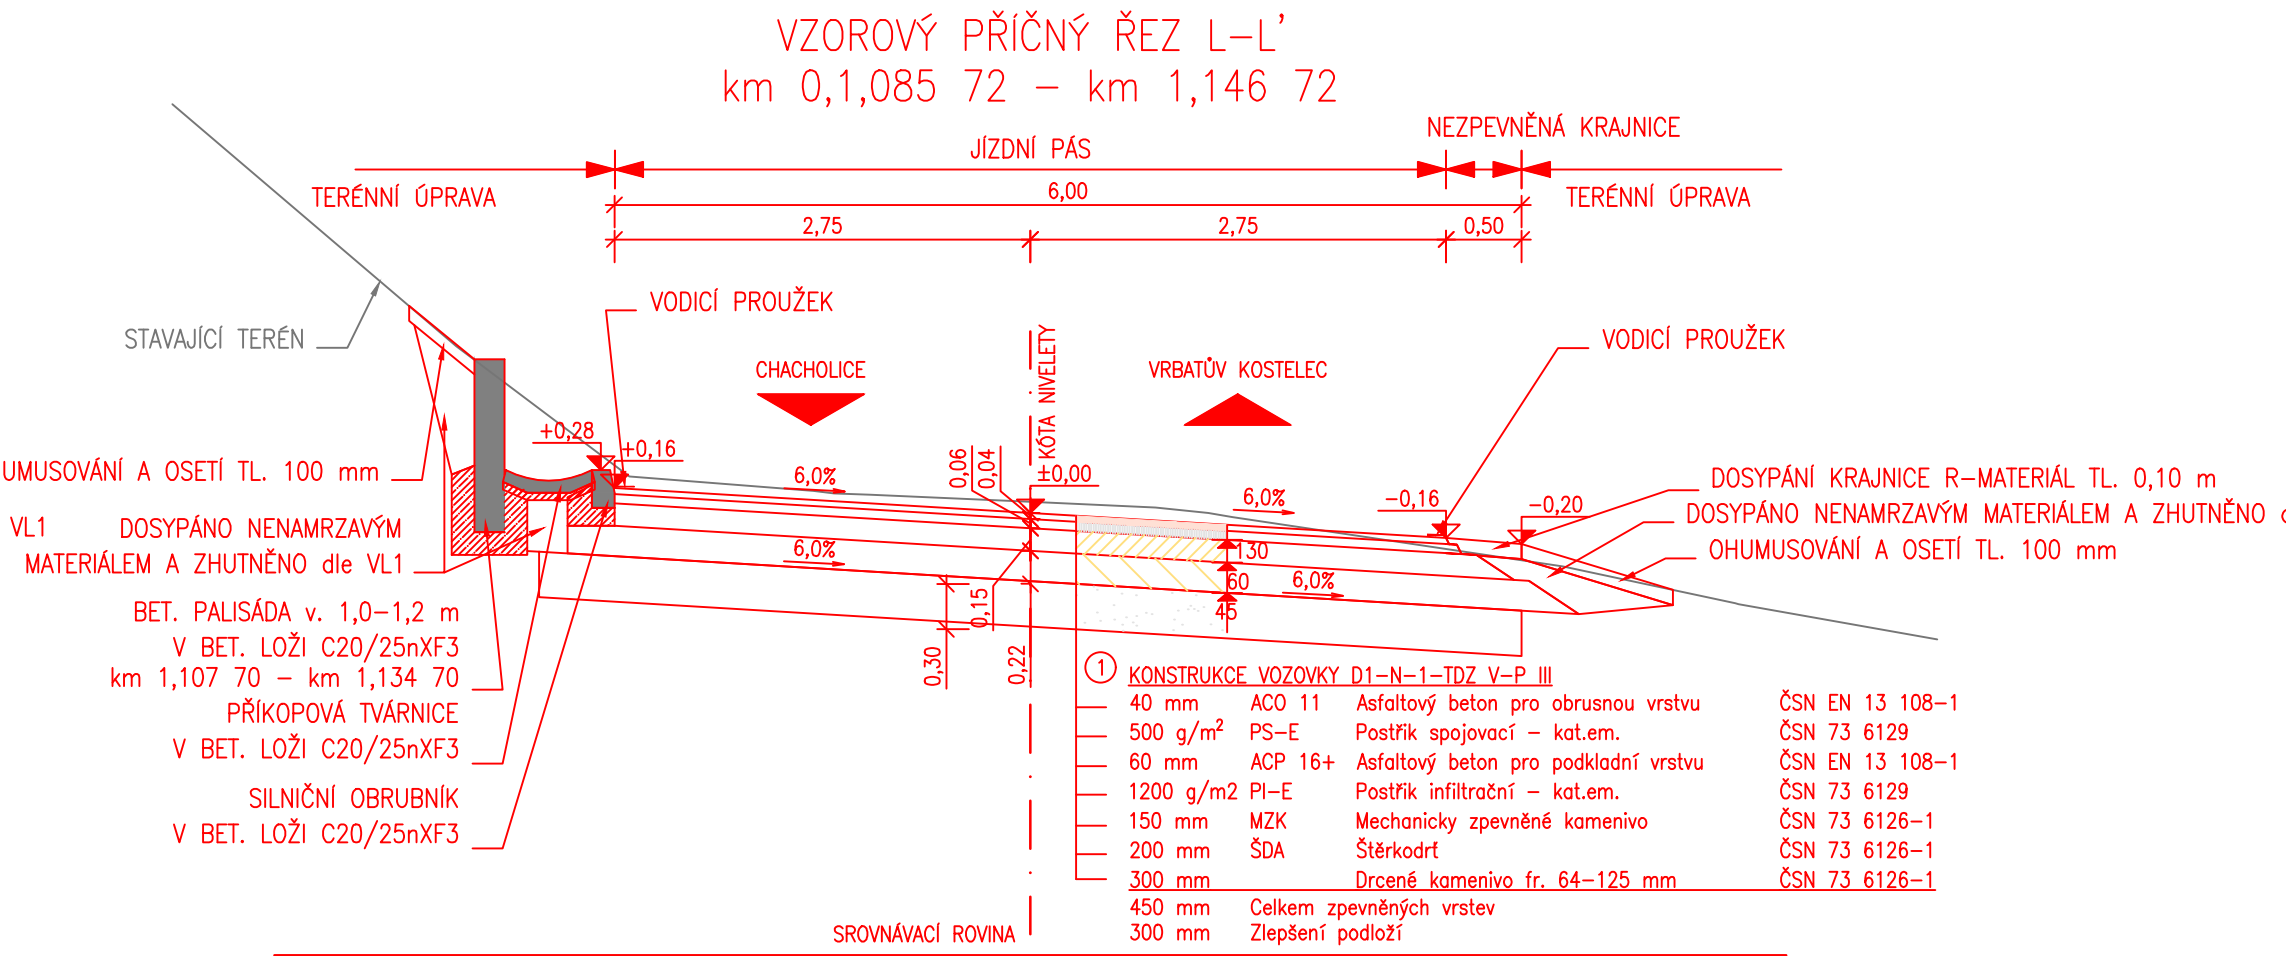 VZOROVÝ PŘÍČNÝ ŘEZ L-L'
km 0,1,085 72 - km 1,146 72
NEZPEVNĚNÁ KRAJNICE
JÍZDNÍ PÁS
TERÉNNÍ ÚPRAVA
6,00
TERÉNNÍ ÚPRAVA
2,75
2,75
0,50
VODICÍ PROUŽEK
STAVAJÍCÍ TERÉN
VODICÍ PROUŽEK
CHACHOLICE
KÓTA NIVELETY
VRBATŮV KOSTELEC
+0,28
+0,16
6,0%
0,06
0,04
±0,00
6,0%
-0,16
-0,20
UMUSOVÁNÍ A OSETÍ TL. 100 mm
DOSYPÁNÍ KRAJNICE R-MATERIÁL TL. 0,10 m
VL1
DOSYPÁNO NENAMRZAVÝM
MATERIÁLEM A ZHUTNĚNO dle VL1
DOSYPÁNO NENAMRZAVÝM MATERIÁLEM A ZHUTNĚNO
OHUMUSOVÁNÍ A OSETÍ TL. 100 mm
6,0%
130
60
6,0%
45
0,15
0,30
0,22
BET. PALISÁDA v. 1,0-1,2 m
V BET. LOŽI C20/25nXF3
km 1,107 70 - km 1,134 70
PŘÍKOPOVÁ TVÁRNICE
V BET. LOŽI C20/25nXF3
SILNIČNÍ OBRUBNÍK
V BET. LOŽI C20/25nXF3
1 KONSTRUKCE VOZOVKY D1-N-1-TDZ V-P III
40 mm ACO 11 Asfaltový beton pro obrusnou vrstvu ČSN EN 13 108-1
500 g/m² PS-E Postřik spojovací - kat.em. ČSN 73 6129
60 mm ACP 16+ Asfaltový beton pro podkladní vrstvu ČSN EN 13 108-1
1200 g/m2 PI-E Postřik infiltrační - kat.em. ČSN 73 6129
150 mm MZK Mechanicky zpevněné kamenivo ČSN 73 6126-1
200 mm ŠDA Štěrkodrť ČSN 73 6126-1
300 mm Drcené kamenivo fr. 64-125 mm ČSN 73 6126-1
450 mm Celkem zpevněných vrstev
300 mm Zlepšení podloží
SROVNÁVACÍ ROVINA